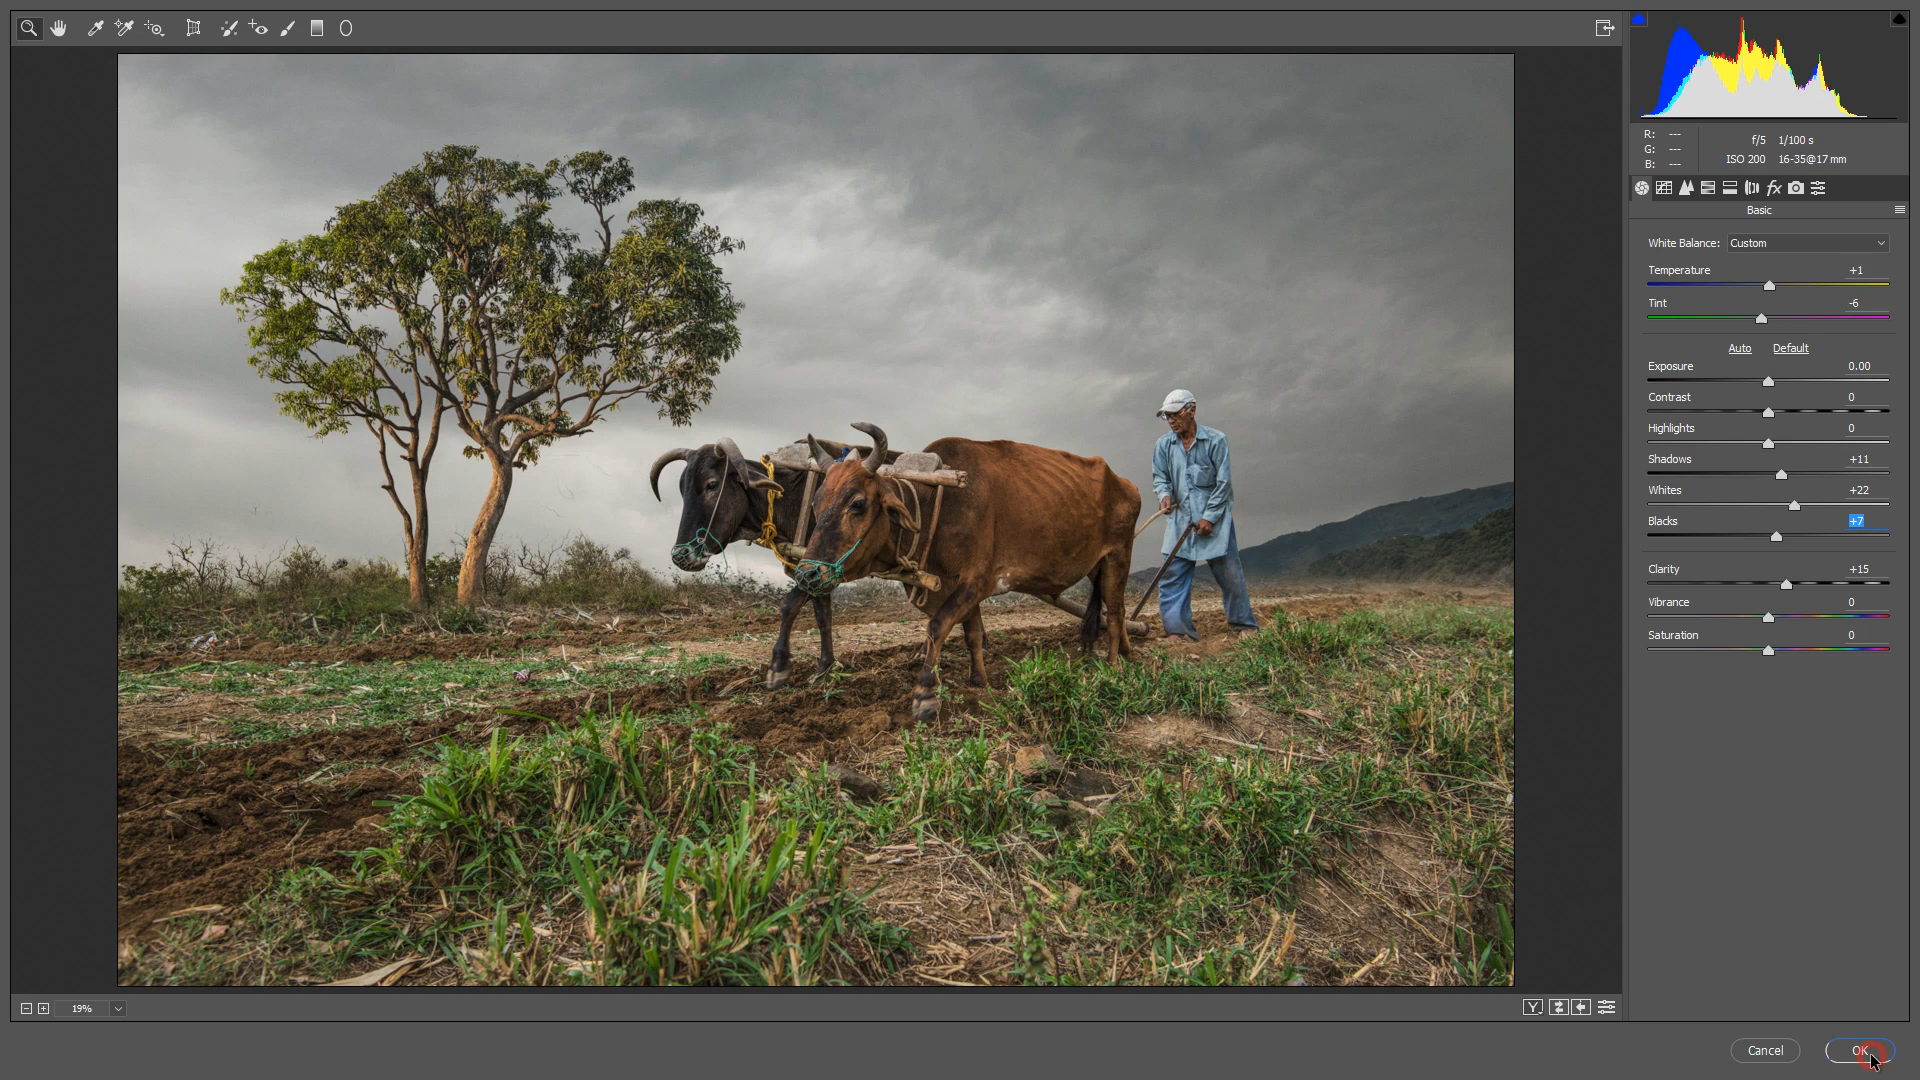 R: ---
G: ---
B: ---
f/5 1/100 s
ISO 200 16-35@17 mm
fx
Basic
White Balance: Custom
Temperature +1
Tint -6
Auto Default
Exposure 0.00
Contrast 0
Highlights 0
Shadows +11
Whites +22
Blacks +7
Clarity +15
Vibrance 0
Saturation 0
19%
Y
Cancel OK